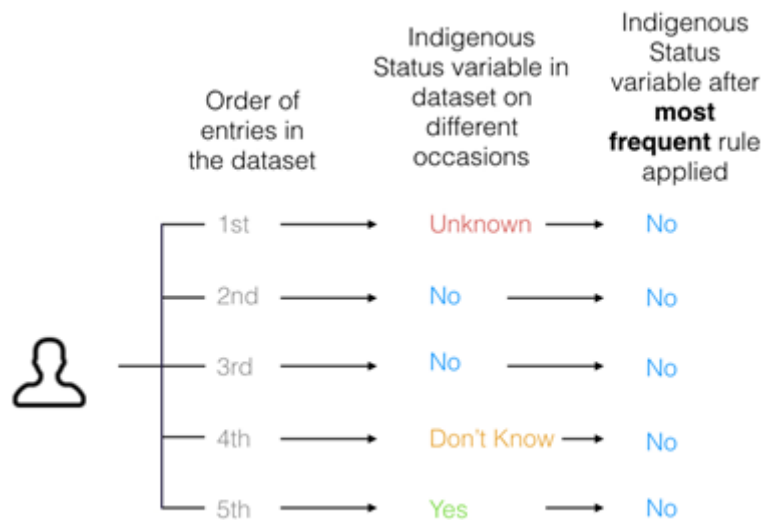 Order of
entries in
the dataset
Indigenous
Status variable in
dataset on
different
occasions
Indigenous
Status
variable after
most
frequent rule
applied
1st Unknown No
2nd No No
3rd No No
4th Don't Know No
5th Yes No